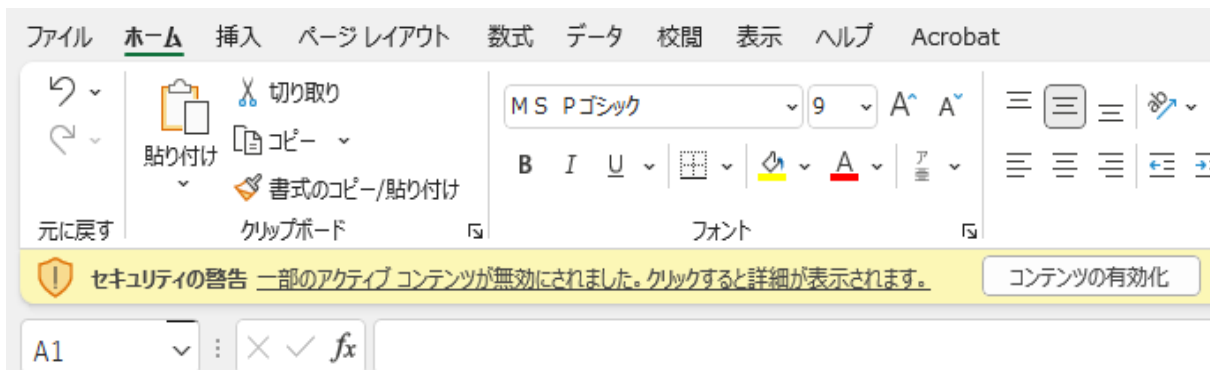 ファイル ホーム 挿入 ページ レイアウト 数式 データ 校閲 表示 ヘルプ Acrobat
切り取り
コピー
書式のコピー/貼り付け
貼り付け
元に戻す
クリップボード
ＭＳ Ｐゴシック 9 A A ab
B I U A ア亜
フォント
セキュリティの警告 一部のアクティブ コンテンツが無効にされました。クリックすると詳細が表示されます。 コンテンツの有効化
A1 fx